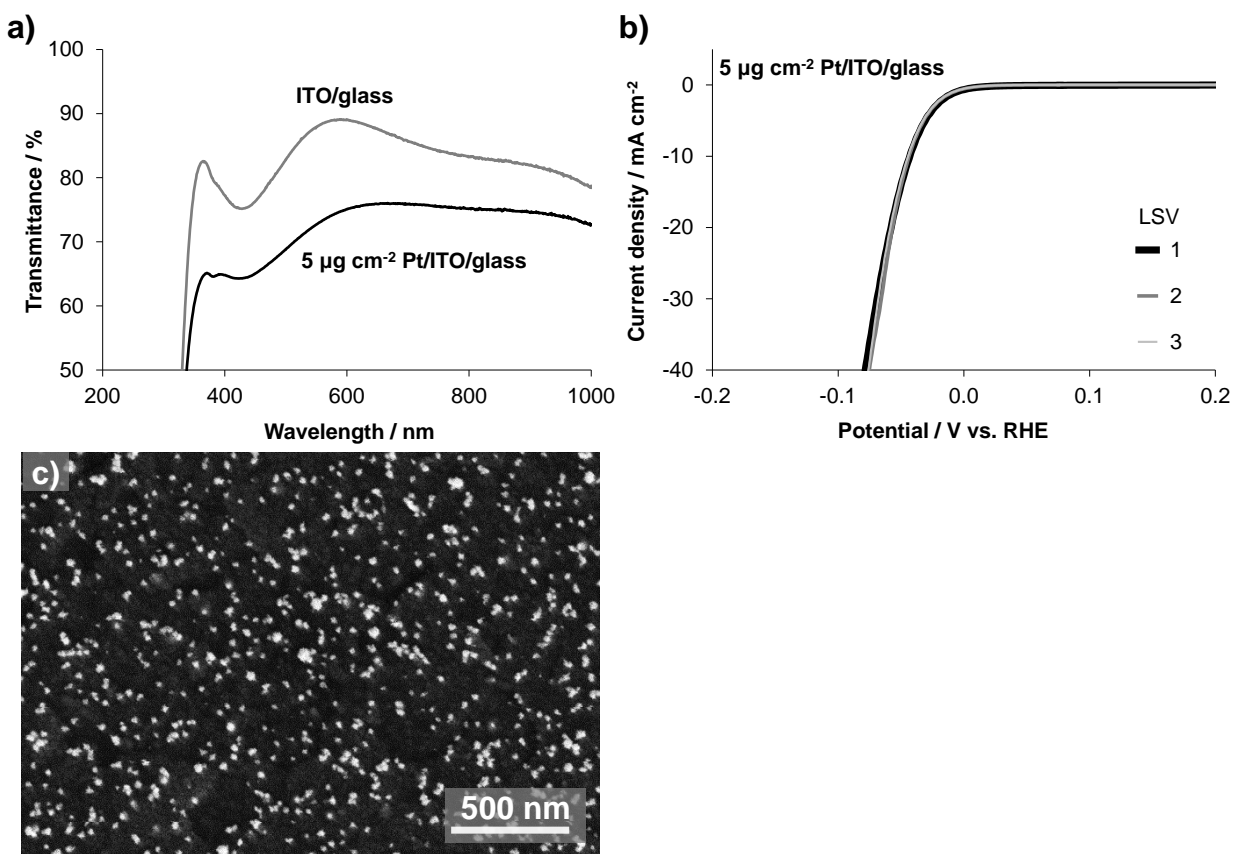 a)
100
90
80
70
60
50
Transmittance / %
ITO/glass
5 µg cm-2 Pt/ITO/glass
200
400
600
800
1000
Wavelength / nm
b)
5 µg cm-2 Pt/ITO/glass
0
-10
-20
-30
-40
Current density / mA cm-2
LSV
1
2
3
-0.2
-0.1
0.0
0.1
0.2
Potential / V vs. RHE
c)
500 nm